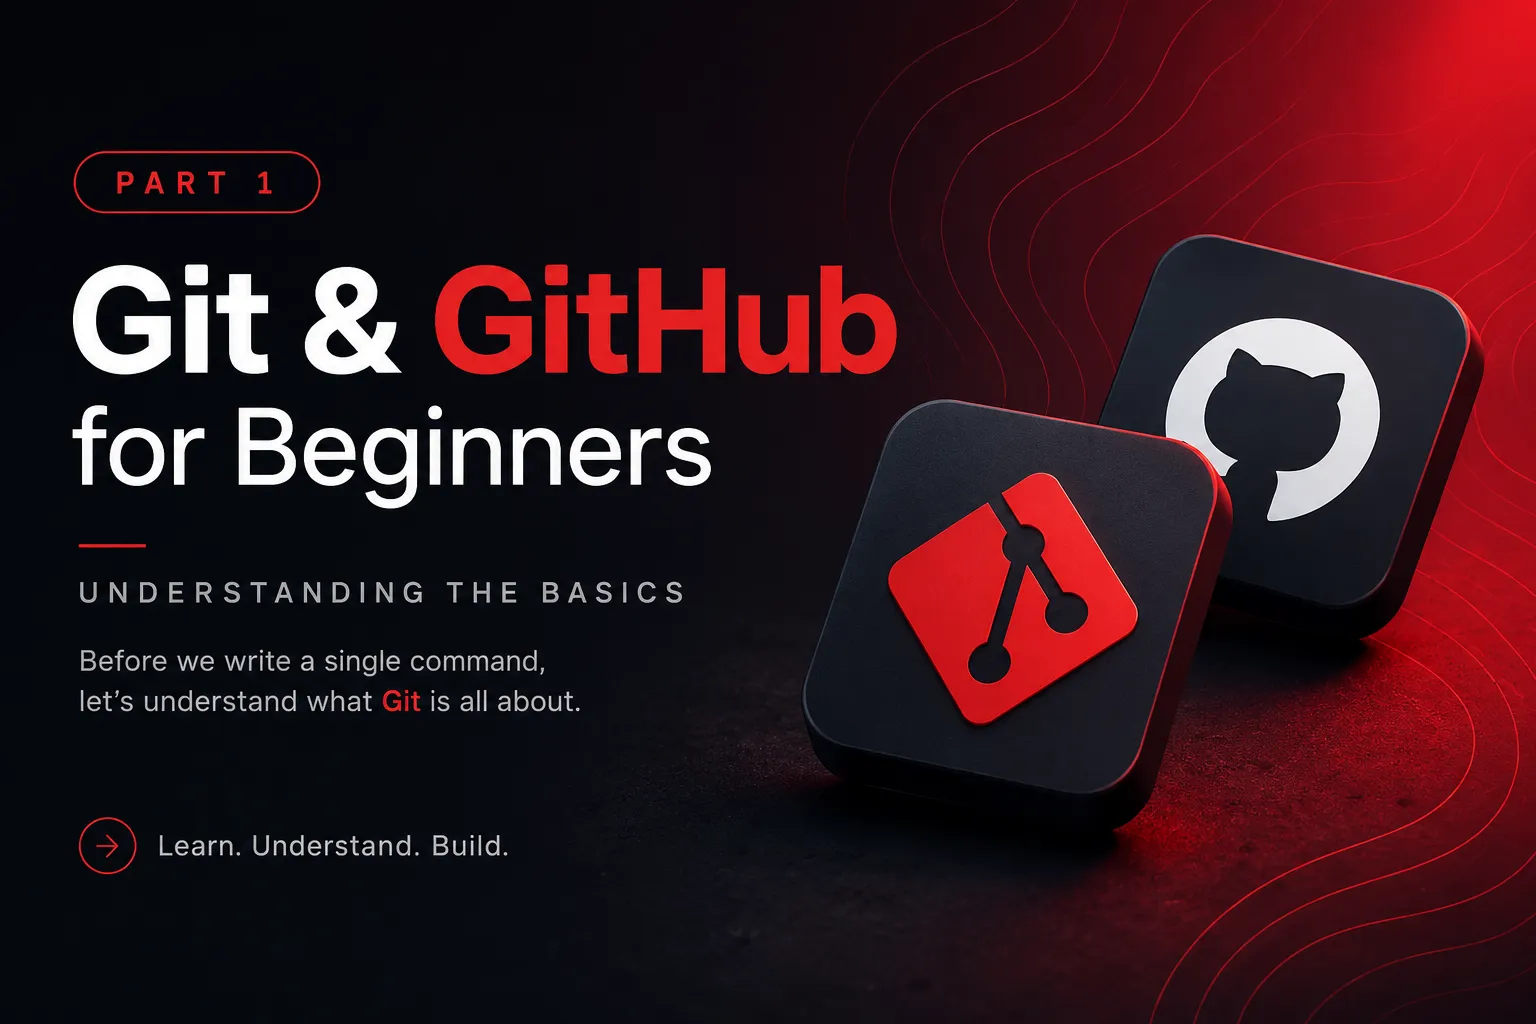 PART 1
Git & GitHub
for Beginners
UNDERSTANDING THE BASICS
Before we write a single command,
let’s understand what Git is all about.
Learn. Understand. Build.